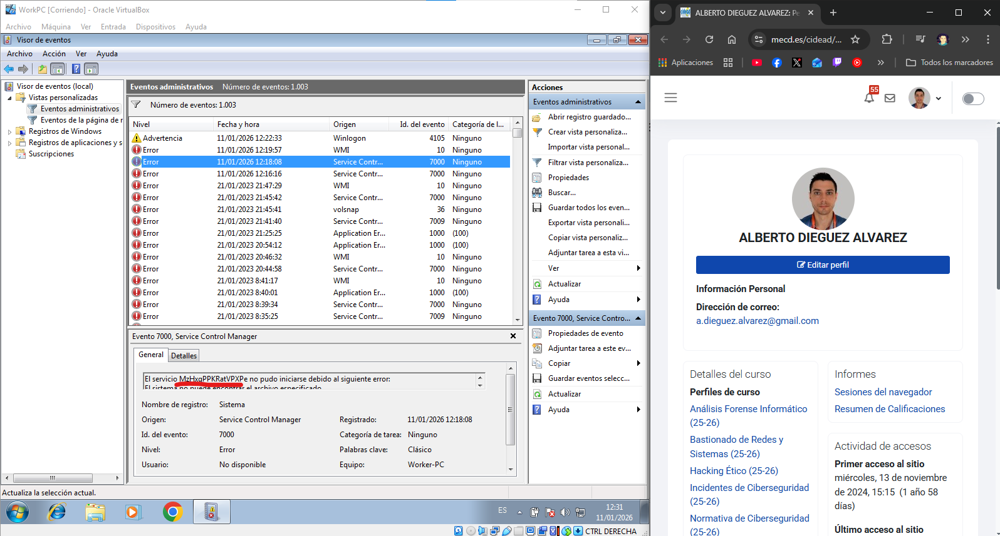 WorkPC [Corriendo] - Oracle VirtualBox
Archivo Máquina Ver Entrada Dispositivos Ayuda
Visor de eventos
Archivo Acción Ver Ayuda
Visor de eventos (local)
Vistas personalizadas
Eventos administrativos
Eventos de la página de r
Registros de Windows
Registros de aplicaciones y s
Suscripciones
Eventos administrativos Número de eventos: 1.003
Número de eventos: 1.003
Nivel Fecha y hora Origen Id. del evento Categoría de l...
Advertencia 11/01/2026 12:22:33 Winlogon 4105 Ninguno
Error 11/01/2026 12:19:57 WMI 10 Ninguno
Error 11/01/2026 12:18:08 Service Contr... 7000 Ninguno
Error 11/01/2026 12:16:16 Service Contr... 7000 Ninguno
Error 21/01/2023 21:47:29 WMI 10 Ninguno
Error 21/01/2023 21:45:42 Service Contr... 7000 Ninguno
Error 21/01/2023 21:45:41 volsnap 36 Ninguno
Error 21/01/2023 21:41:40 Service Contr... 7009 Ninguno
Error 21/01/2023 21:25:25 Application Er... 1000 (100)
Error 21/01/2023 20:54:12 Application Er... 1000 (100)
Error 21/01/2023 20:46:32 WMI 10 Ninguno
Error 21/01/2023 20:44:58 Service Contr... 7000 Ninguno
Error 21/01/2023 8:41:17 WMI 10 Ninguno
Error 21/01/2023 8:40:01 Application Er... 1000 (100)
Error 21/01/2023 8:39:34 Service Contr... 7000 Ninguno
Error 21/01/2023 8:35:25 Service Contr... 7009 Ninguno
Evento 7000, Service Control Manager
General Detalles
El servicio MzHxgPPKRatVPXPe no pudo iniciarse debido al siguiente error:
El sistema no puede encontrar el archivo especificado.
Nombre de registro: Sistema
Origen: Service Control Manager Registrado: 11/01/2026 12:18:08
Id. del evento: 7000 Categoría de tarea: Ninguno
Nivel: Error Palabras clave: Clásico
Usuario: No disponible Equipo: Worker-PC
Acciones
Eventos administrativos
Abrir registro guardado...
Crear vista personaliza...
Importar vista personal...
Filtrar vista personaliza...
Propiedades
Buscar...
Guardar todos los even...
Exportar vista personali...
Copiar vista personaliz...
Adjuntar tarea a esta vi...
Ver
Actualizar
Ayuda
Evento 7000, Service Contro...
Propiedades de evento
Adjuntar tarea a este ev...
Copiar
Guardar eventos selecc...
Actualizar
Ayuda
Actualiza la selección actual.
ES
12:31
11/01/2026
CTRL DERECHA
ALBERTO DIEGUEZ ALVAREZ: Pe
mecd.es/cidead/...
Aplicaciones
Todos los marcadores
55
ALBERTO DIEGUEZ ALVAREZ
Editar perfil
Información Personal
Dirección de correo:
a.dieguez.alvarez@gmail.com
Detalles del curso
Perfiles de curso
Análisis Forense Informático
(25-26)
Bastionado de Redes y
Sistemas (25-26)
Hacking Ético (25-26)
Incidentes de Ciberseguridad
(25-26)
Normativa de Ciberseguridad
(25-26)
Informes
Sesiones del navegador
Resumen de Calificaciones
Actividad de accesos
Primer acceso al sitio
miércoles, 13 de noviembre
de 2024, 15:15 (1 año 58
días)
Último acceso al sitio